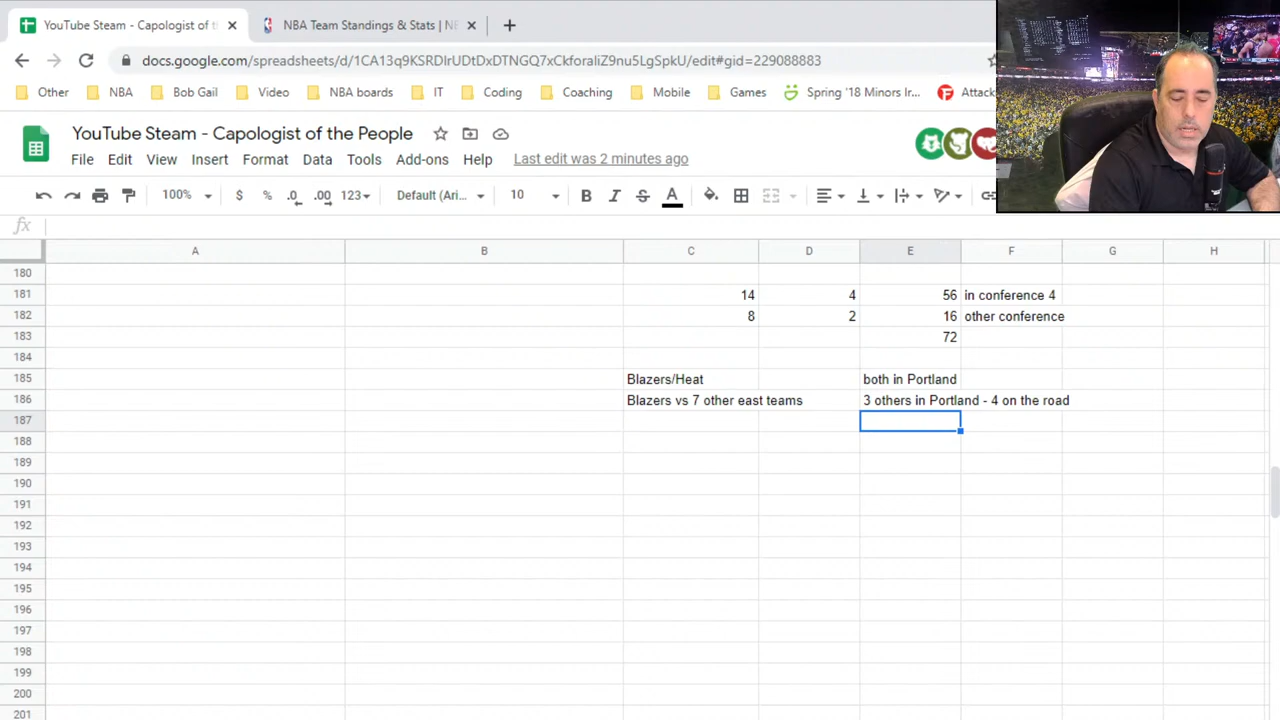 YouTube Steam - Capologist of the
NBA Team Standings & Stats | N
docs.google.com/spreadsheets/d/1CA13q9KSRDIrUDtDxDTNGQ7xCkforaliZ9nu5LgSpkU/edit#gid=229088883
Other NBA Bob Gail Video NBA boards IT Coding Coaching Mobile Games Spring '18 Minors Ir... Attack
YouTube Steam - Capologist of the People
File Edit View Insert Format Data Tools Add-ons Help Last edit was 2 minutes ago
100% $ % .0 .00 123 Default (Ari... 10 B I S A
fx
A B C D E F G H
180
181 14 4 56 in conference 4
182 8 2 16 other conference
183 72
184
185 Blazers/Heat both in Portland
186 Blazers vs 7 other east teams 3 others in Portland - 4 on the road
187
188
189
190
191
192
193
194
195
196
197
198
199
200
201